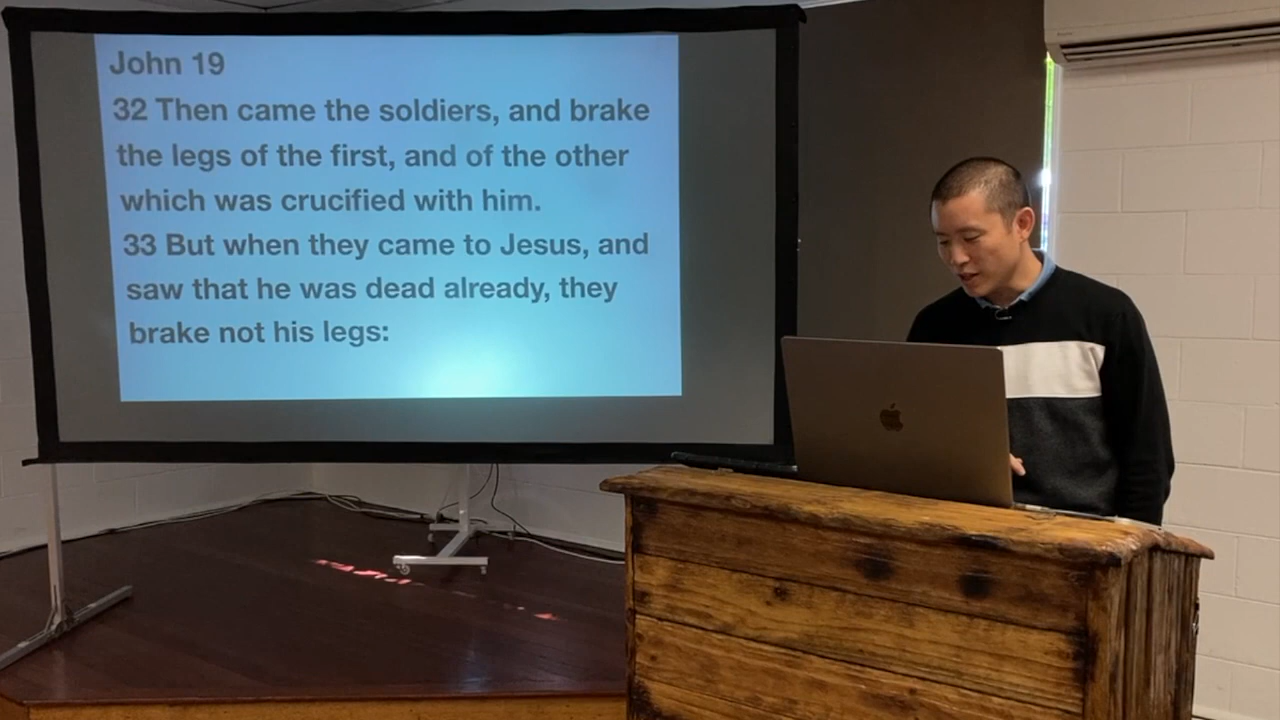 John 19
32 Then came the soldiers, and brake
the legs of the first, and of the other
which was crucified with him.
33 But when they came to Jesus, and
saw that he was dead already, they
brake not his legs: